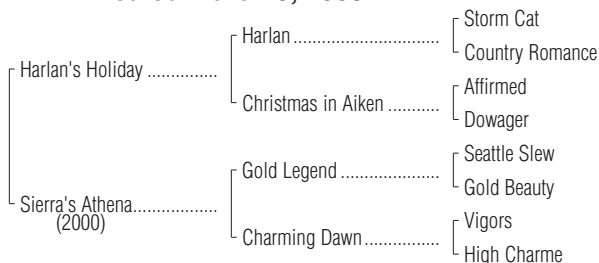 Storm Cat
Harlan
Country Romance
Harlan's Holiday
Affirmed
Christmas in Aiken
Dowager
Seattle Slew
Gold Legend
Gold Beauty
Sierra's Athena
(2000)
Vigors
Charming Dawn
High Charme